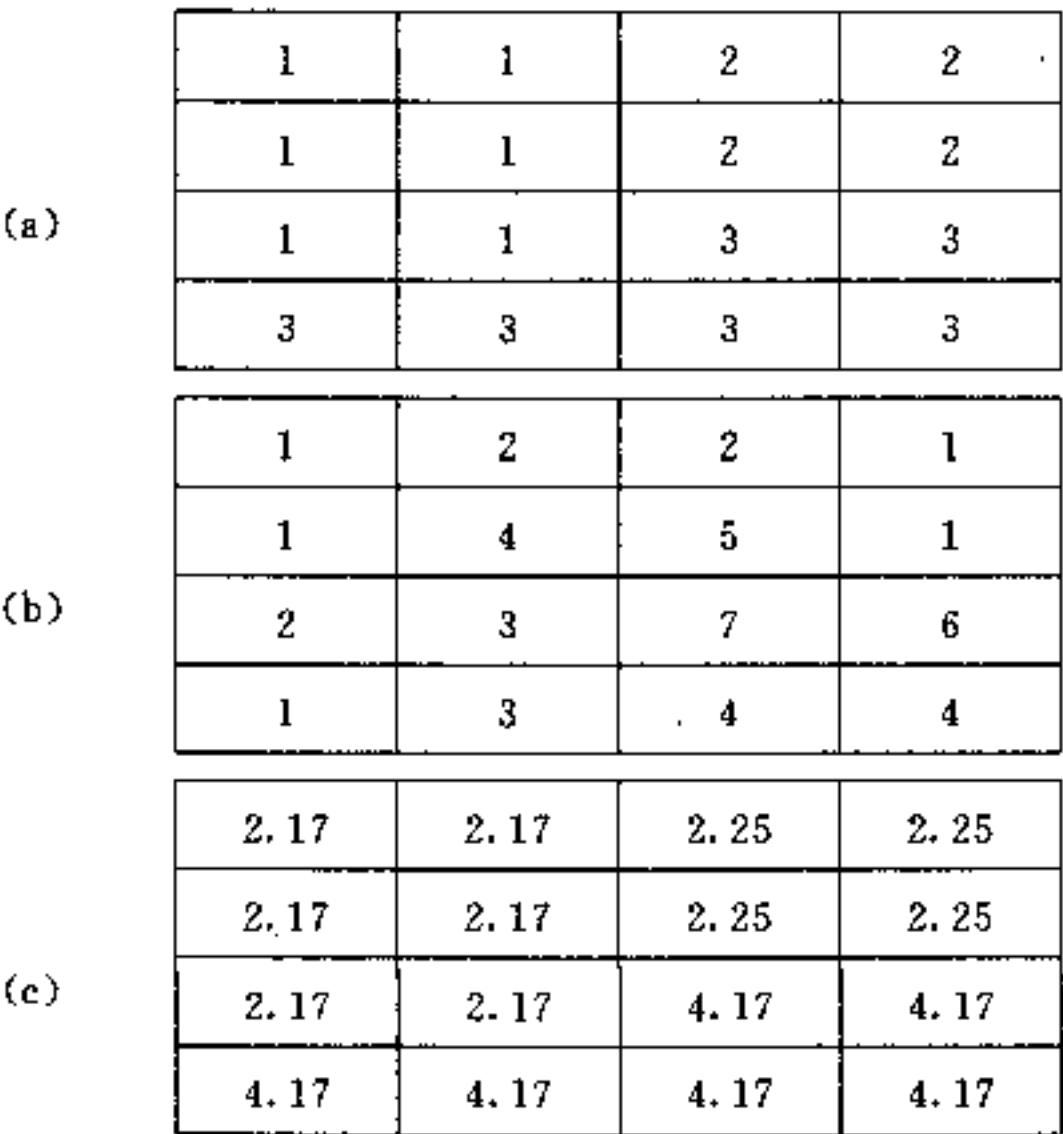 1 1 2 2
1 1 2 2
(a)
1 1 3 3
3 3 3 3
1 2 2 1
1 4 5 1
(b)
2 3 7 6
1 3 4 4
2.17 2.17 2.25 2.25
2.17 2.17 2.25 2.25
(c)
2.17 2.17 4.17 4.17
4.17 4.17 4.17 4.17